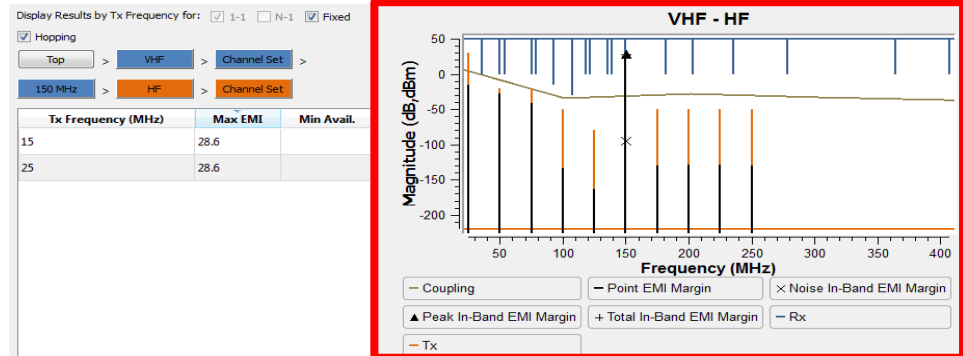 Display Results by Tx Frequency for: 1-1 N-1 Fixed
Hopping
Top > VHF > Channel Set >
150 MHz > HF > Channel Set
Tx Frequency (MHz) Max EMI Min Avail.
15 28.6
25 28.6
VHF - HF
Magnitude (dB,dBm)
50
0
-50
-100
-150
-200
50 100 150 200 250 300 350 400
Frequency (MHz)
Coupling Point EMI Margin Noise In-Band EMI Margin
Peak In-Band EMI Margin Total In-Band EMI Margin Rx
Tx